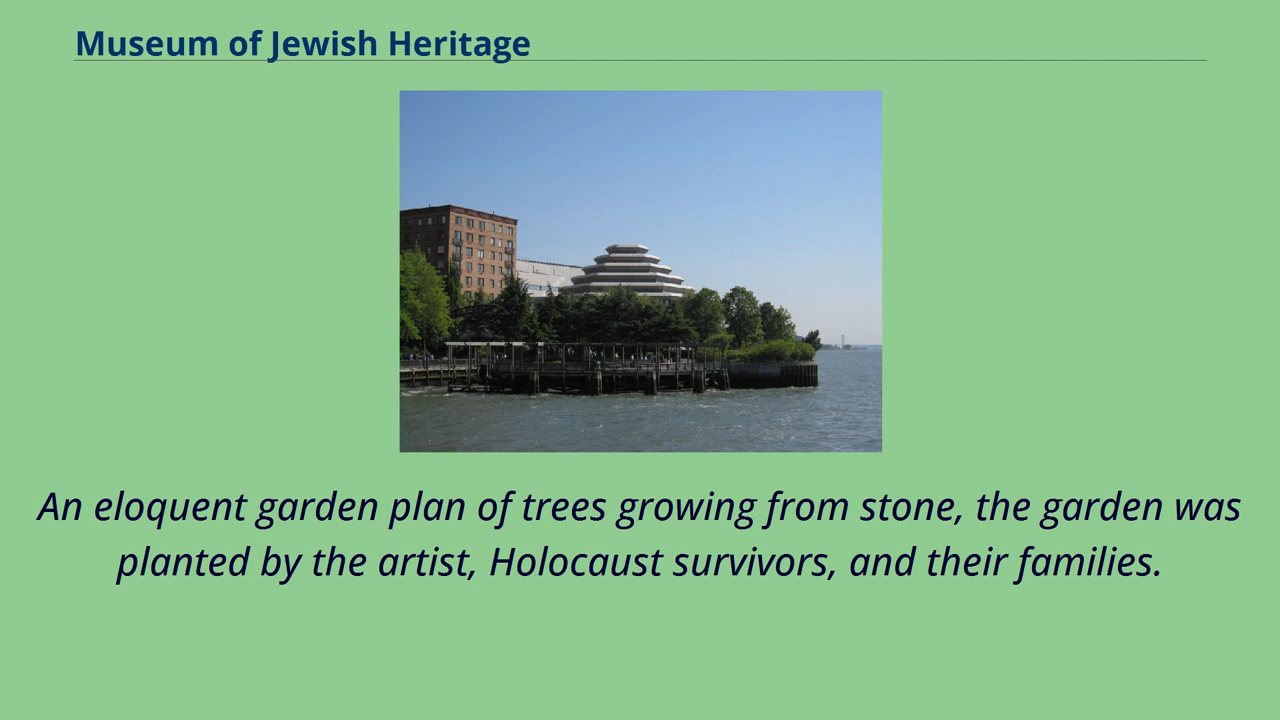 Museum of Jewish Heritage
An eloquent garden plan of trees growing from stone, the garden was
planted by the artist, Holocaust survivors, and their families.